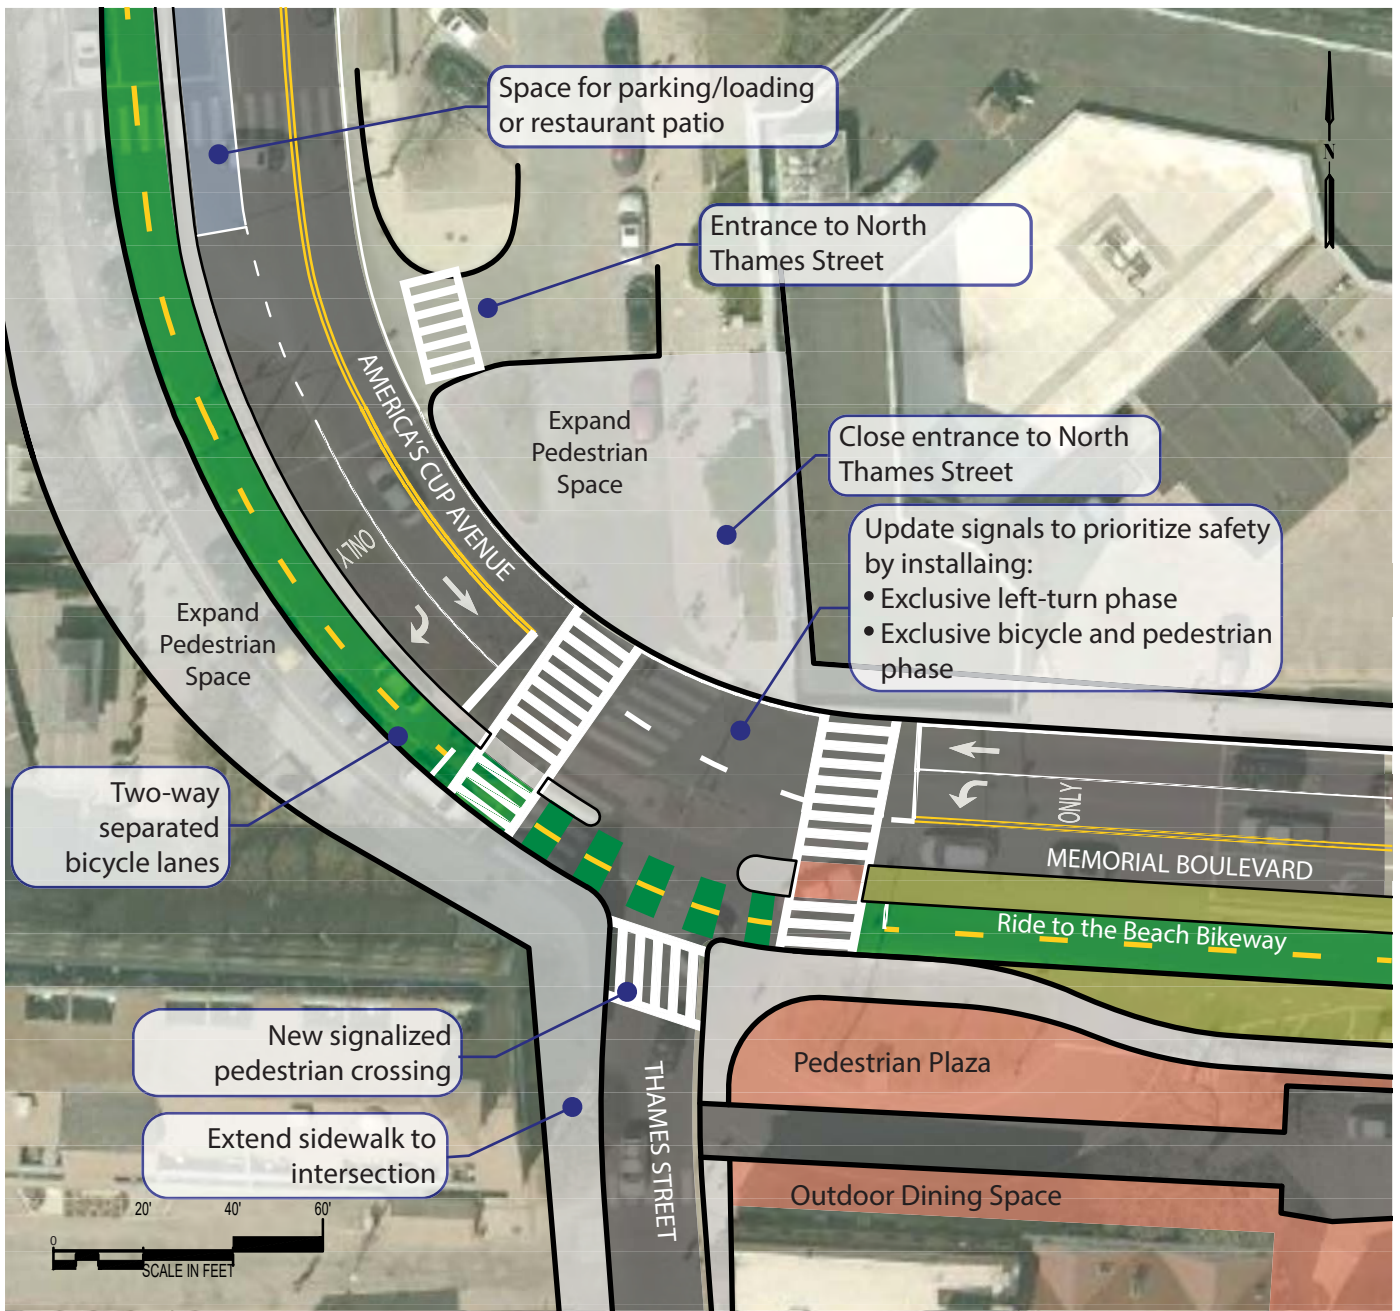 Space for parking/loading
or restaurant patio
N
Entrance to North
Thames Street
AMERICA'S CUP AVENUE
Expand
Pedestrian
Space
Close entrance to North
Thames Street
Update signals to prioritize safety
by installaing:
• Exclusive left-turn phase
• Exclusive bicycle and pedestrian
phase
ONLY
Expand
Pedestrian
Space
Two-way
separated
bicycle lanes
ONLY
MEMORIAL BOULEVARD
Ride to the Beach Bikeway
New signalized
pedestrian crossing
Pedestrian Plaza
THAMES STREET
Extend sidewalk to
intersection
Outdoor Dining Space
0 20' 40' 60'
SCALE IN FEET